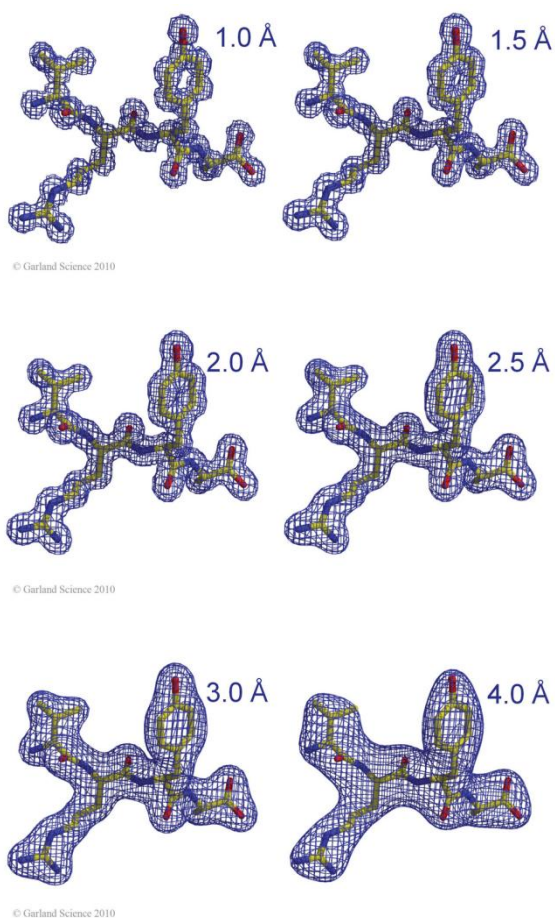 1.0 Å
1.5 Å
© Garland Science 2010
2.0 Å
2.5 Å
© Garland Science 2010
3.0 Å
4.0 Å
© Garland Science 2010